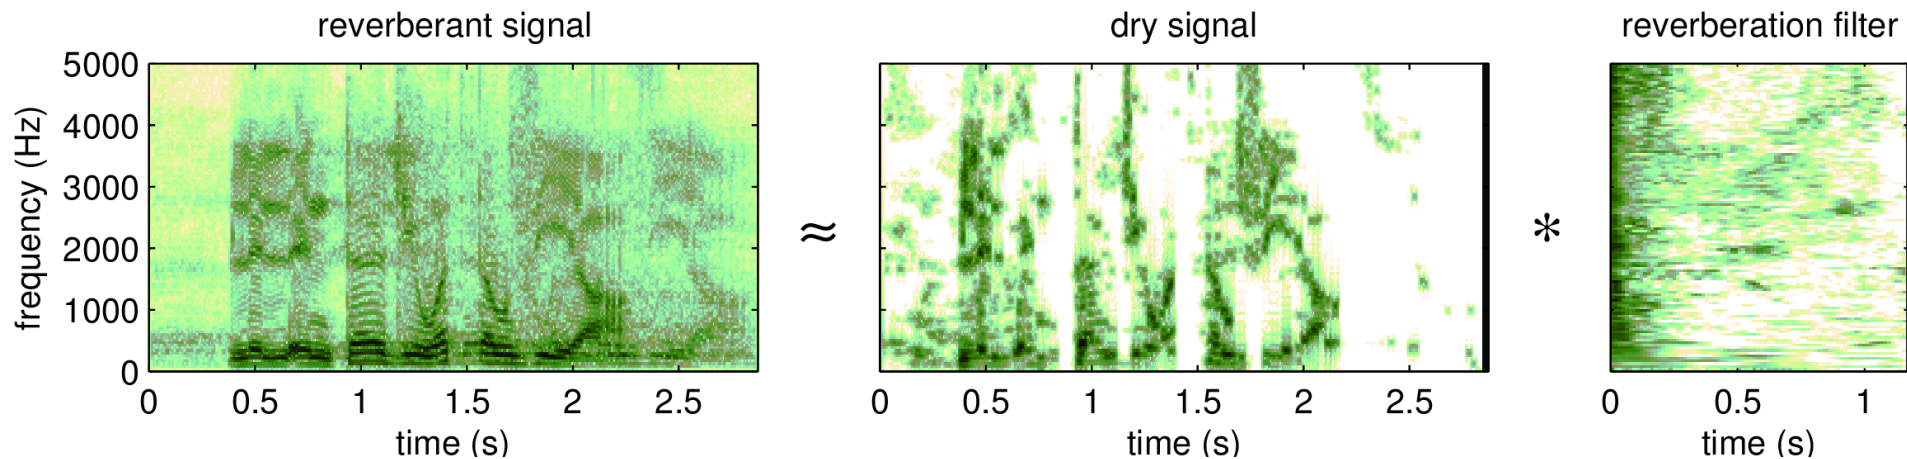 reverberant signal
dry signal
reverberation filter
frequency (Hz)
5000
4000
3000
2000
1000
0
0 0.5 1 1.5 2 2.5
time (s)
≈
0 0.5 1 1.5 2 2.5
time (s)
*
0 0.5 1
time (s)